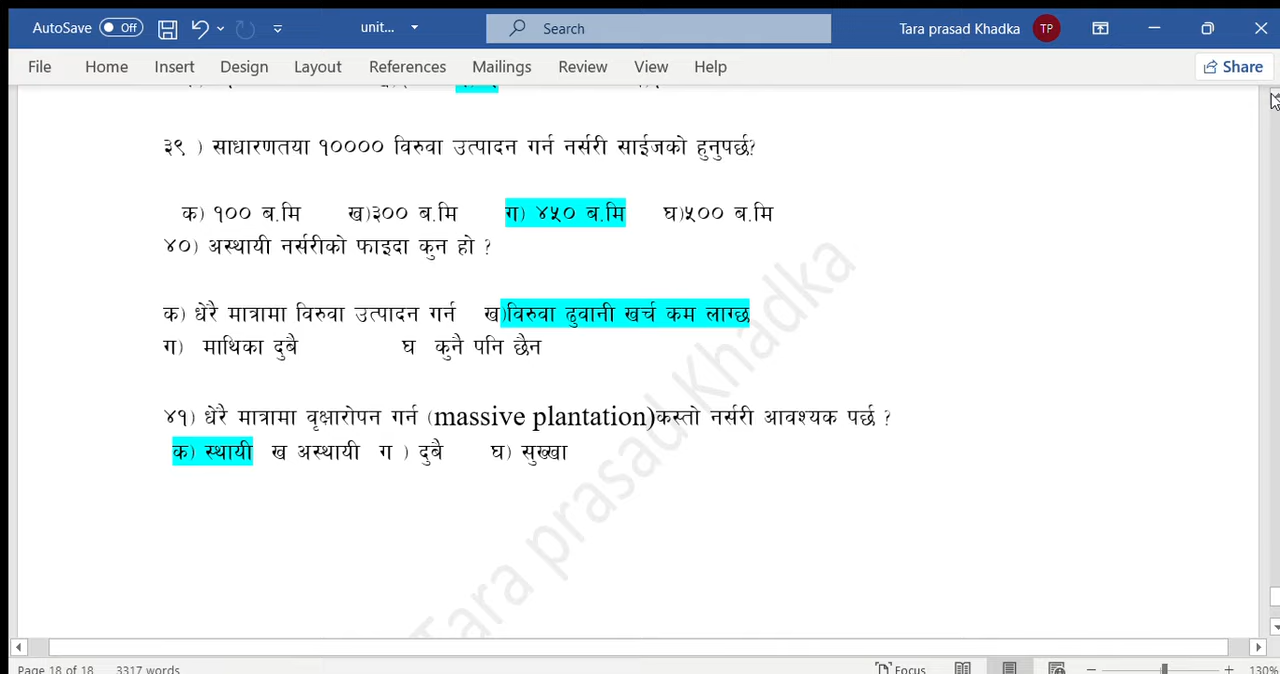 AutoSave Off unit... Search Tara prasad Khadka TP
File Home Insert Design Layout References Mailings Review View Help Share
३९ ) साधारणतया १०००० विरुवा उत्पादन गर्न नर्सरी साईजको हुनुपर्छ?
क) १०० ब.मि ख)३०० ब.मि ग) ४५० ब.मि घ)५०० ब.मि
४०) अस्थायी नर्सरीको फाइदा कुन हो ?
क) धेरै मात्रामा विरुवा उत्पादन गर्न ख)विरुवा ढुवानी खर्च कम लाग्छ
ग) माथिका दुबै घ कुनै पनि छैन
४१) धेरै मात्रामा वृक्षारोपन गर्न (massive plantation)कस्तो नर्सरी आवश्यक पर्छ ?
क) स्थायी ख अस्थायी ग ) दुबै घ) सुख्खा
Tara prasad Khadka
Page 18 of 18 3317 words Focus 130%